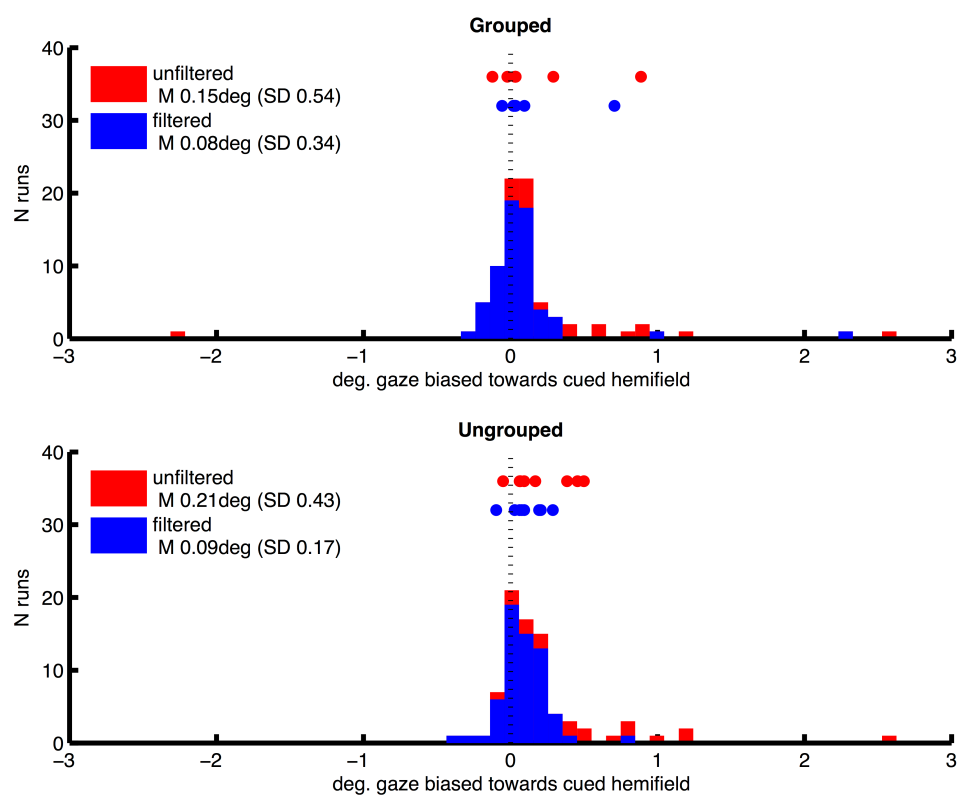 Grouped
40
30
20
10
0
N runs
unfiltered
M 0.15deg (SD 0.54)
filtered
M 0.08deg (SD 0.34)
−3 −2 −1 0 1 2 3
deg. gaze biased towards cued hemifield
Ungrouped
40
30
20
10
0
N runs
unfiltered
M 0.21deg (SD 0.43)
filtered
M 0.09deg (SD 0.17)
−3 −2 −1 0 1 2 3
deg. gaze biased towards cued hemifield